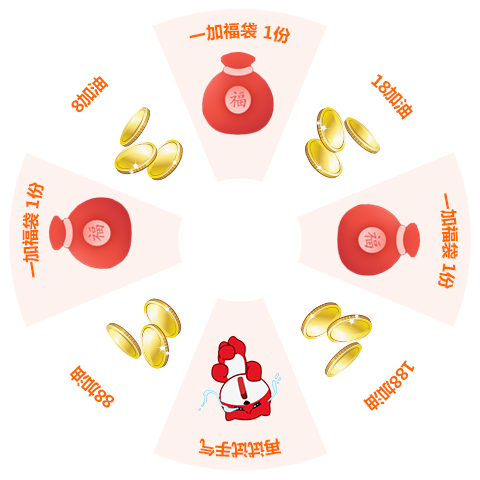 一加福袋 1份
福
18加油
一加福袋 1份
福
188加油
再试试手气
88加油
一加福袋 1份
福
8加油